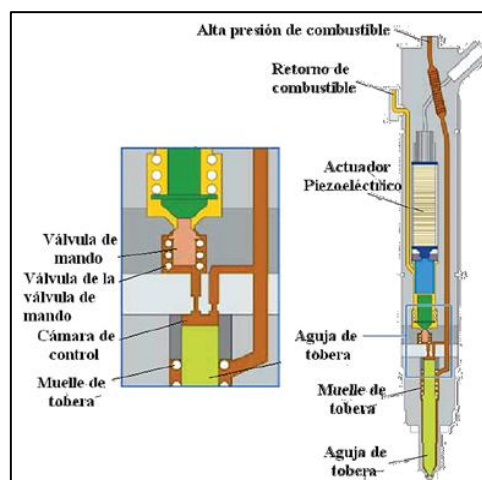 Alta presión de combustible
Retorno de
combustible
Actuador
Piezoeléctrico
Válvula de
mando
Válvula de la
válvula de
mando
Cámara de
control
Muelle de
tobera
Aguja de
tobera
Muelle de
tobera
Aguja de
tobera